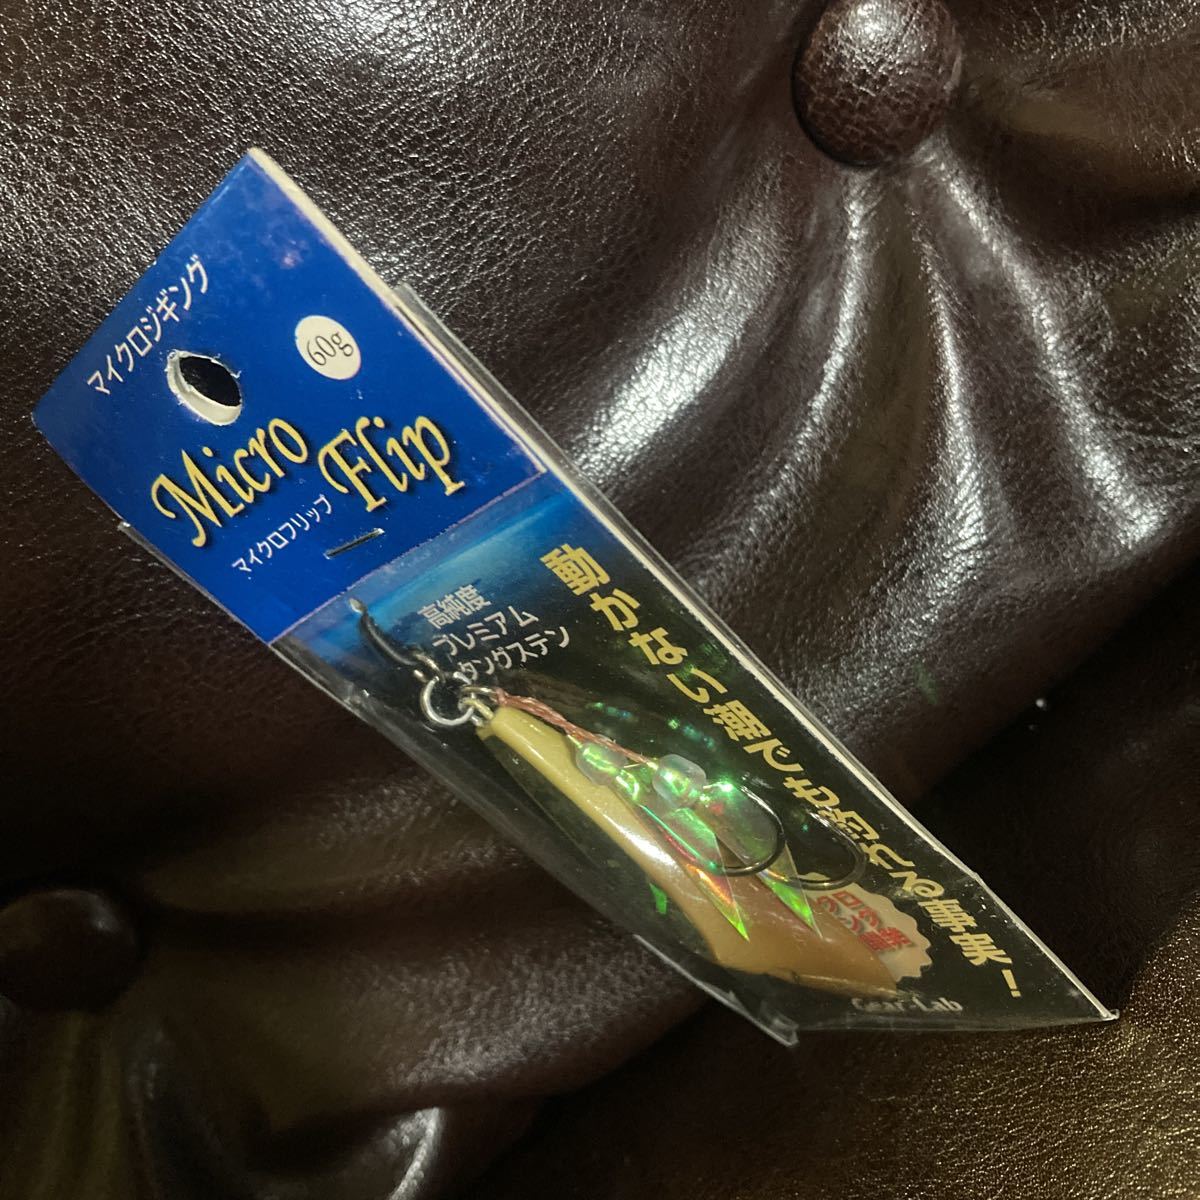 マイクロジギング
60g
Micro
Flip
マイクロフリップ
高純度
プレミアム
タングステン
動かない潮でも釣れる事実!
Gear-Lab